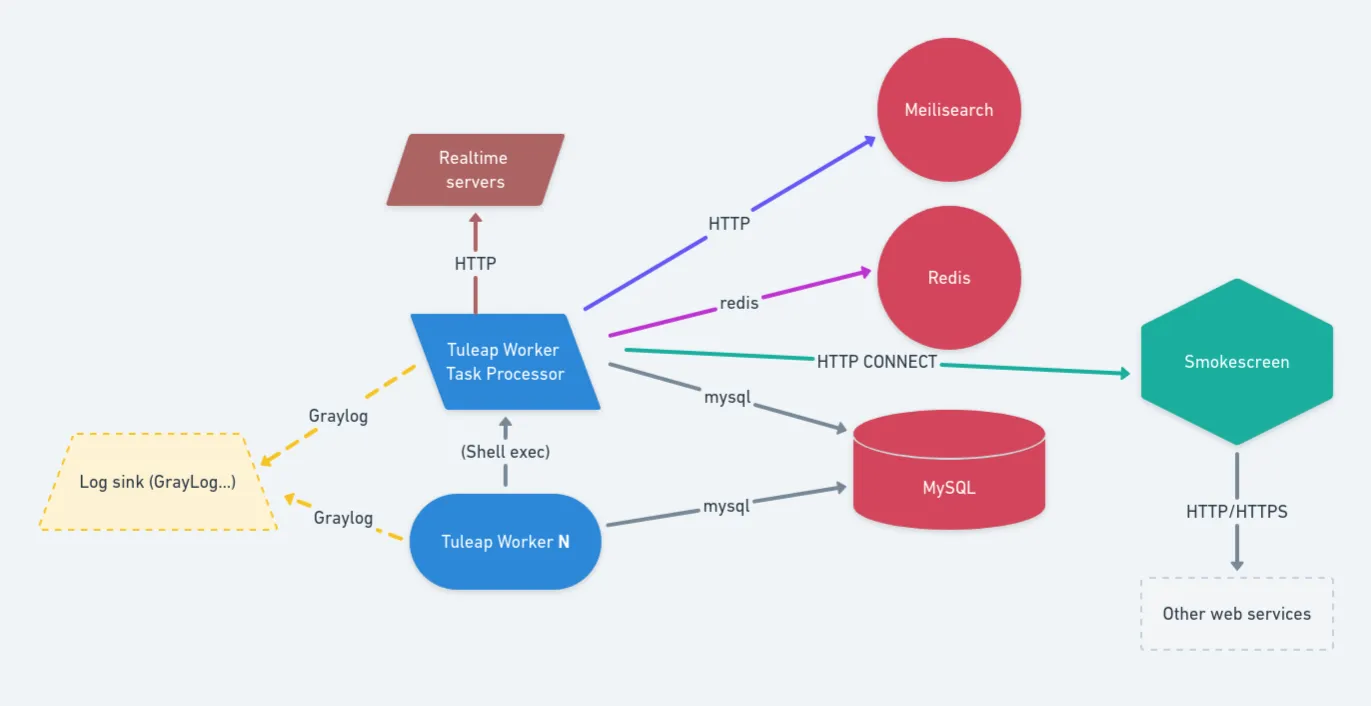 Meilisearch
Realtime
servers
HTTP
HTTP
Redis
redis
Tuleap Worker
Task Processor
HTTP CONNECT
Smokescreen
mysql
Graylog
(Shell exec)
Log sink (GrayLog...)
MySQL
mysql
HTTP/HTTPS
Graylog
Tuleap Worker N
Other web services